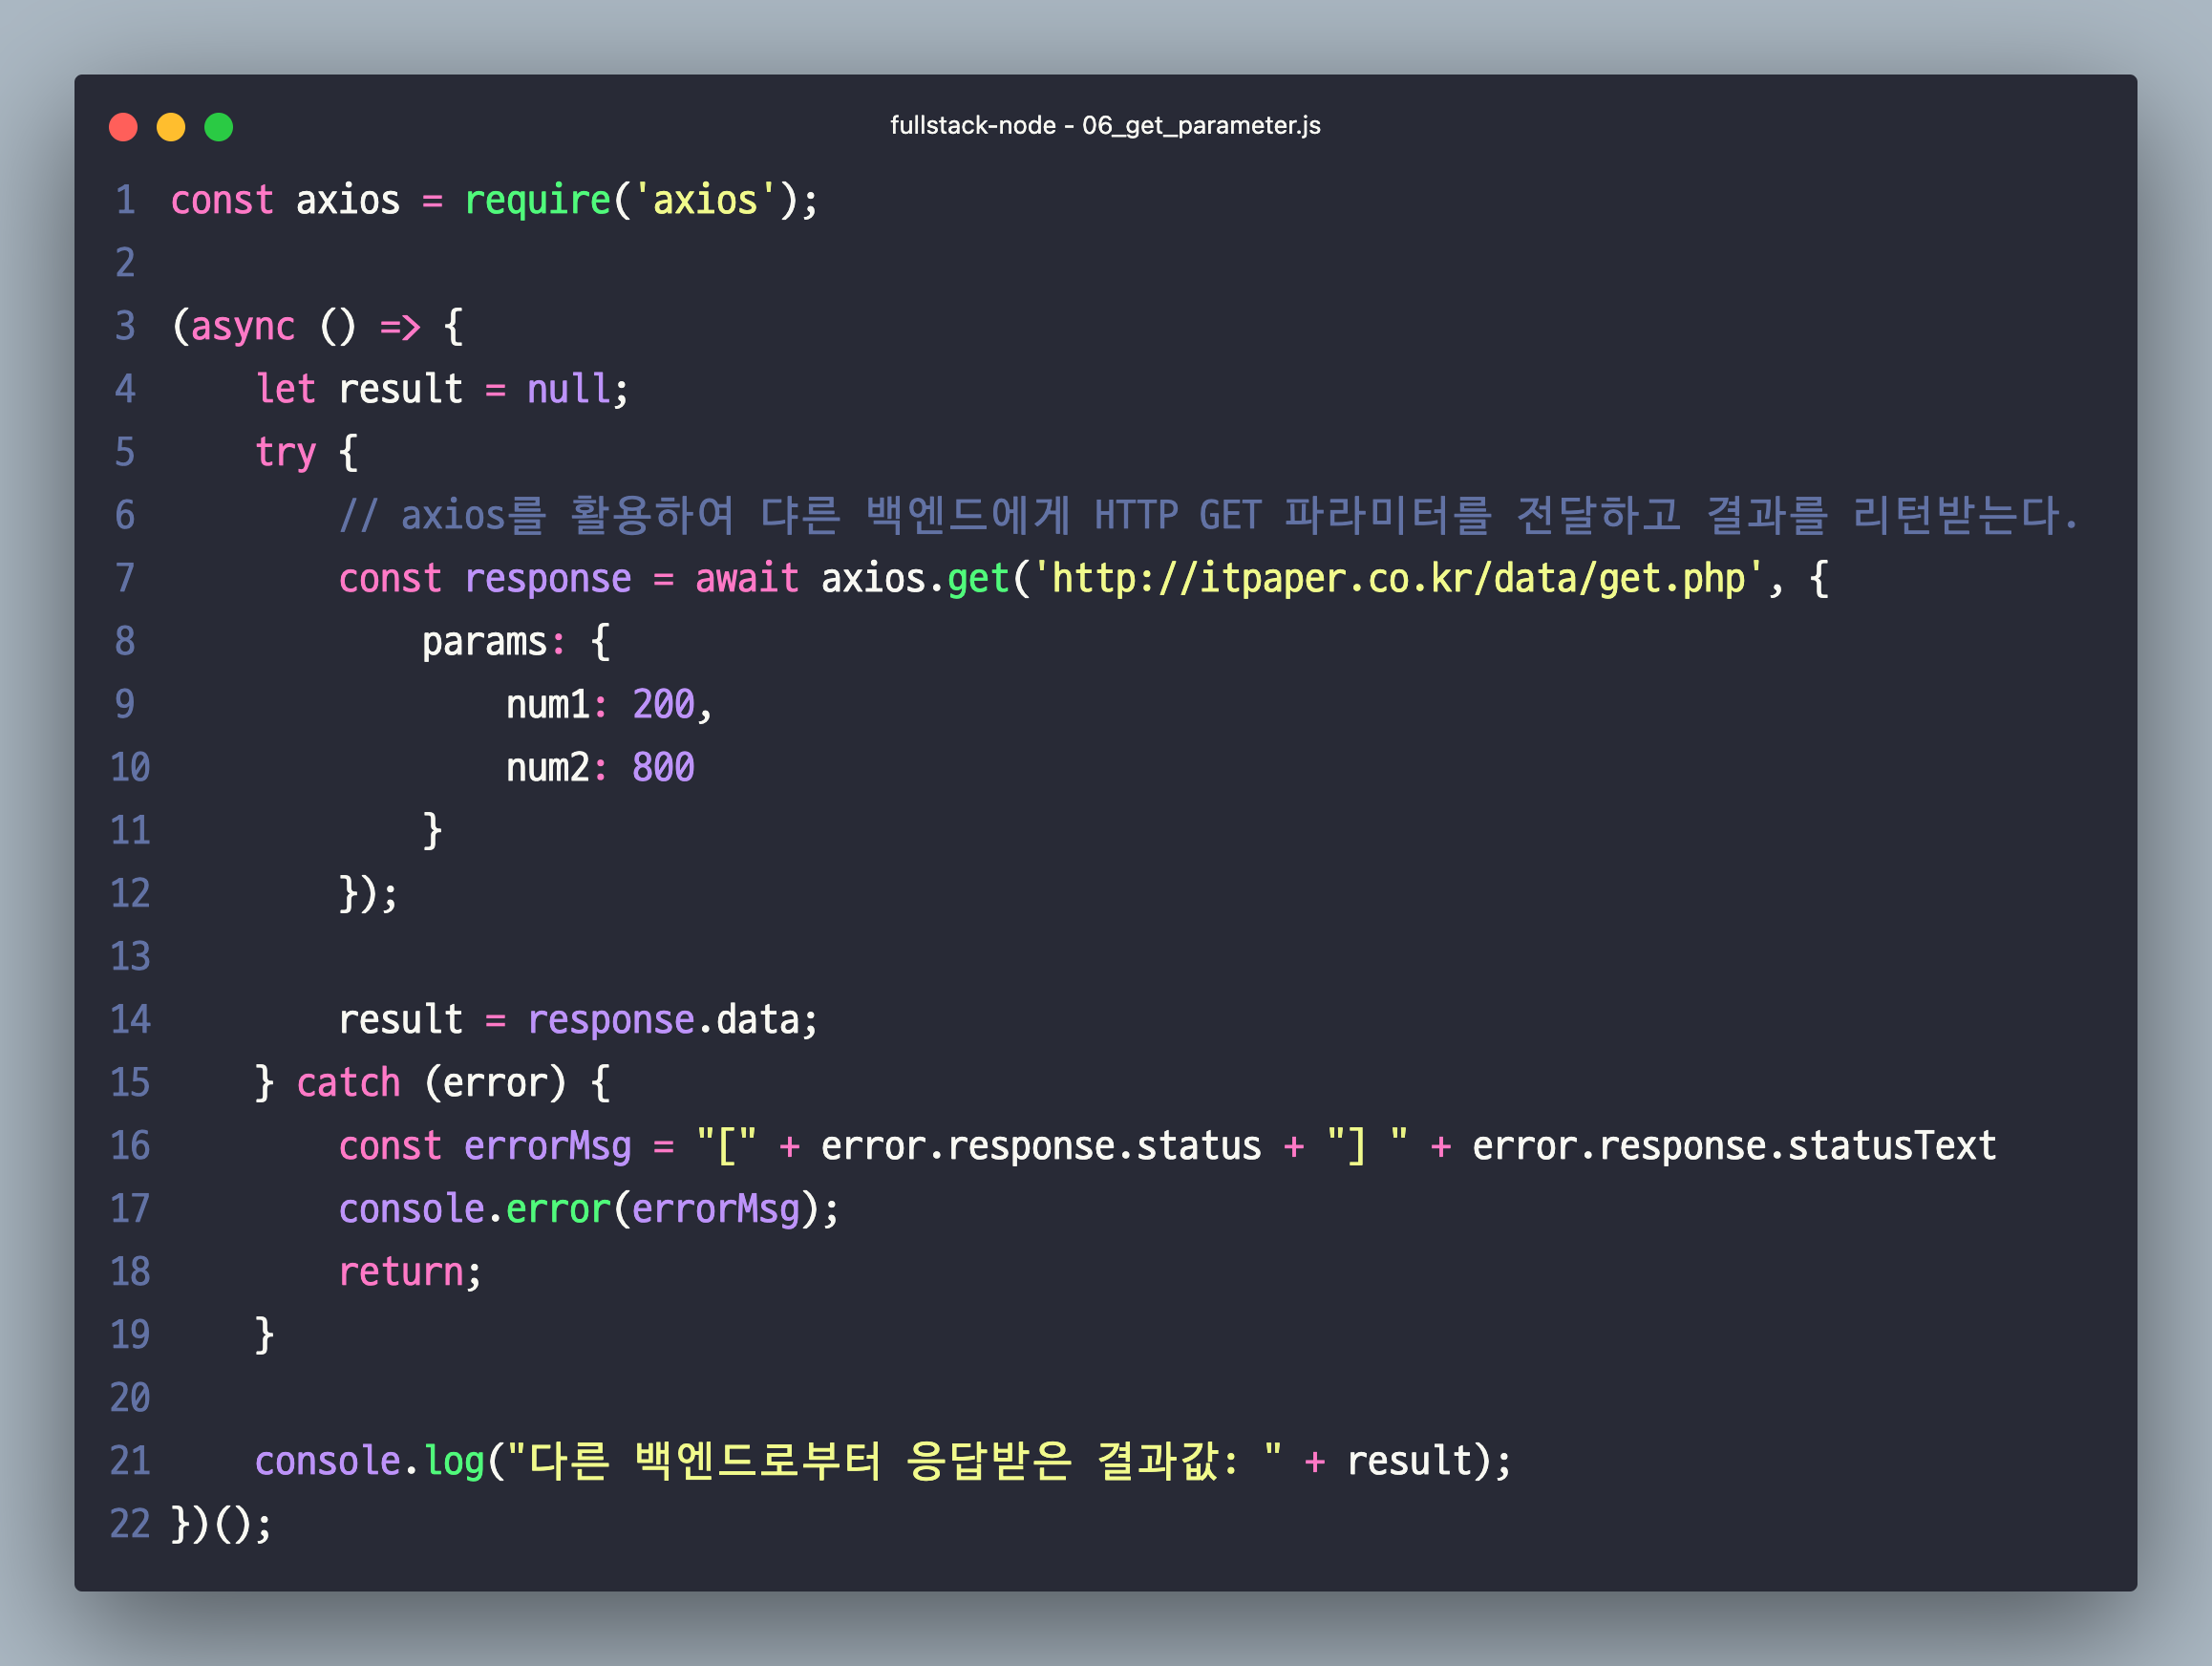 fullstack-node - 06_get_parameter.js
1 const axios = require('axios');
2
3 (async () => {
4     let result = null;
5     try {
6         // axios를 활용하여 댜른 백엔드에게 HTTP GET 파라미터를 전달하고 결과를 리턴받는다.
7         const response = await axios.get('http://itpaper.co.kr/data/get.php', {
8             params: {
9                 num1: 200,
10                 num2: 800
11             }
12         });
13
14         result = response.data;
15     } catch (error) {
16         const errorMsg = "[" + error.response.status + "] " + error.response.statusText
17         console.error(errorMsg);
18         return;
19     }
20
21     console.log("다른 백엔드로부터 응답받은 결과값: " + result);
22 })();